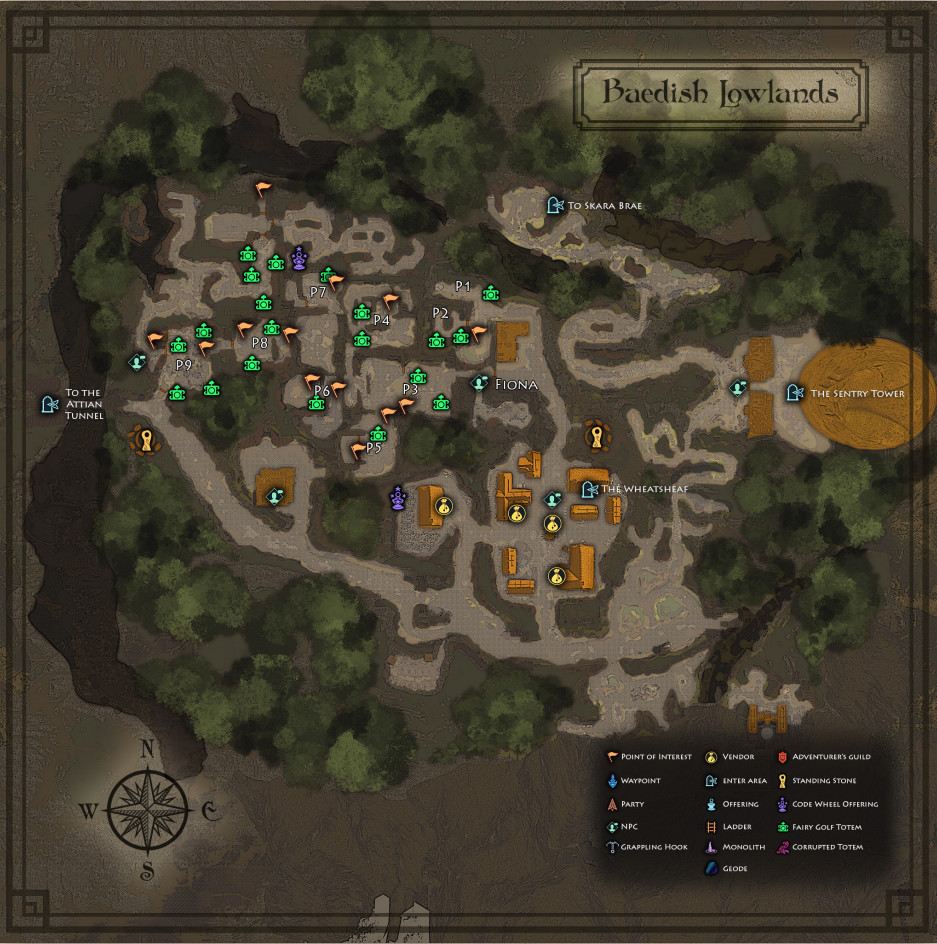 Baedish Lowlands
To Skara Brae
P1
P7
P2
P4
P8
P9
P6
P3
Fiona
To the
Attian
Tunnel
The Sentry Tower
P5
The Wheatsheaf
N
W
E
S
Point of Interest
Vendor
Adventurer's guild
Waypoint
enter area
Standing Stone
Party
Offering
Code Wheel Offering
NPC
Ladder
Fairy Golf Totem
Grappling Hook
Monolith
Corrupted Totem
Geode